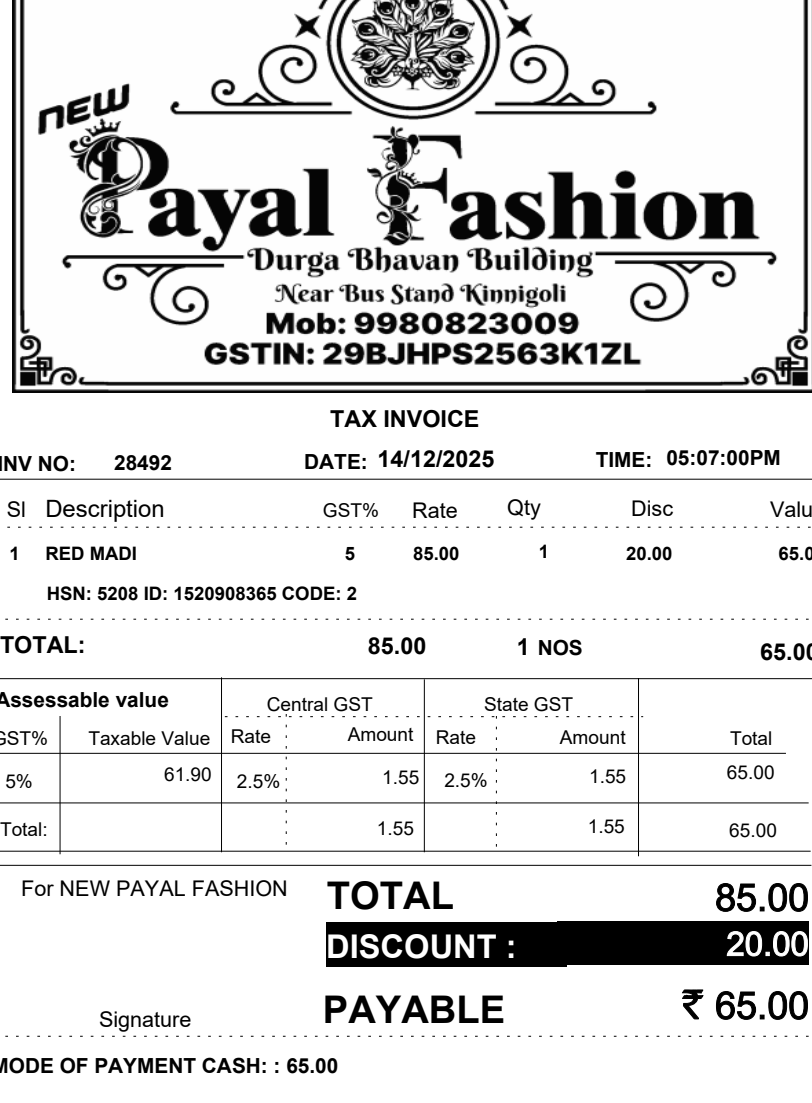 NEW
Payal Fashion
Durga Bhavan Building
Near Bus Stand Kinnigoli
Mob: 9980823009
GSTIN: 29BJHPS2563K1ZL
TAX INVOICE
INV NO: 28492 DATE: 14/12/2025 TIME: 05:07:00PM
Sl Description GST% Rate Qty Disc Valu
1 RED MADI 5 85.00 1 20.00 65.0
HSN: 5208 ID: 1520908365 CODE: 2
TOTAL: 85.00 1 NOS 65.00
Assessable value Central GST State GST
GST% Taxable Value Rate Amount Rate Amount Total
5% 61.90 2.5% 1.55 2.5% 1.55 65.00
Total: 1.55 1.55 65.00
For NEW PAYAL FASHION TOTAL 85.00
DISCOUNT : 20.00
Signature PAYABLE ₹ 65.00
MODE OF PAYMENT CASH: : 65.00